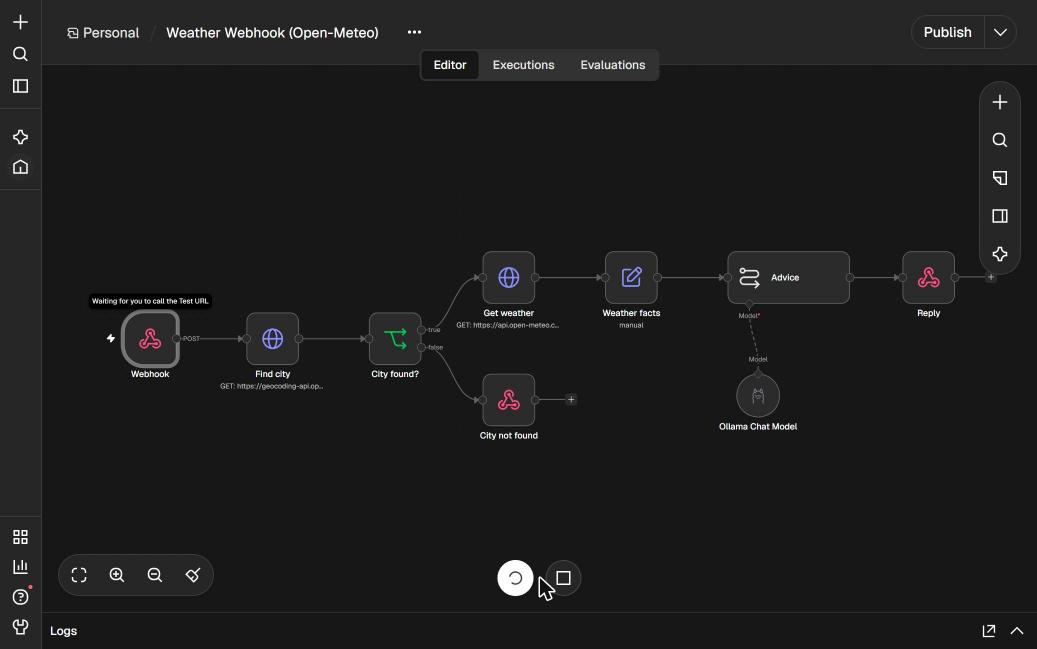 Personal / Weather Webhook (Open-Meteo) ...
Publish
Editor Executions Evaluations
Waiting for you to call the Test URL
POST
Webhook
Find city
GET: https://geocoding-api.op...
true
false
City found?
Get weather
GET: https://api.open-meteo.c...
City not found
Weather facts
manual
Advice
Model*
Model
Ollama Chat Model
Reply
Logs